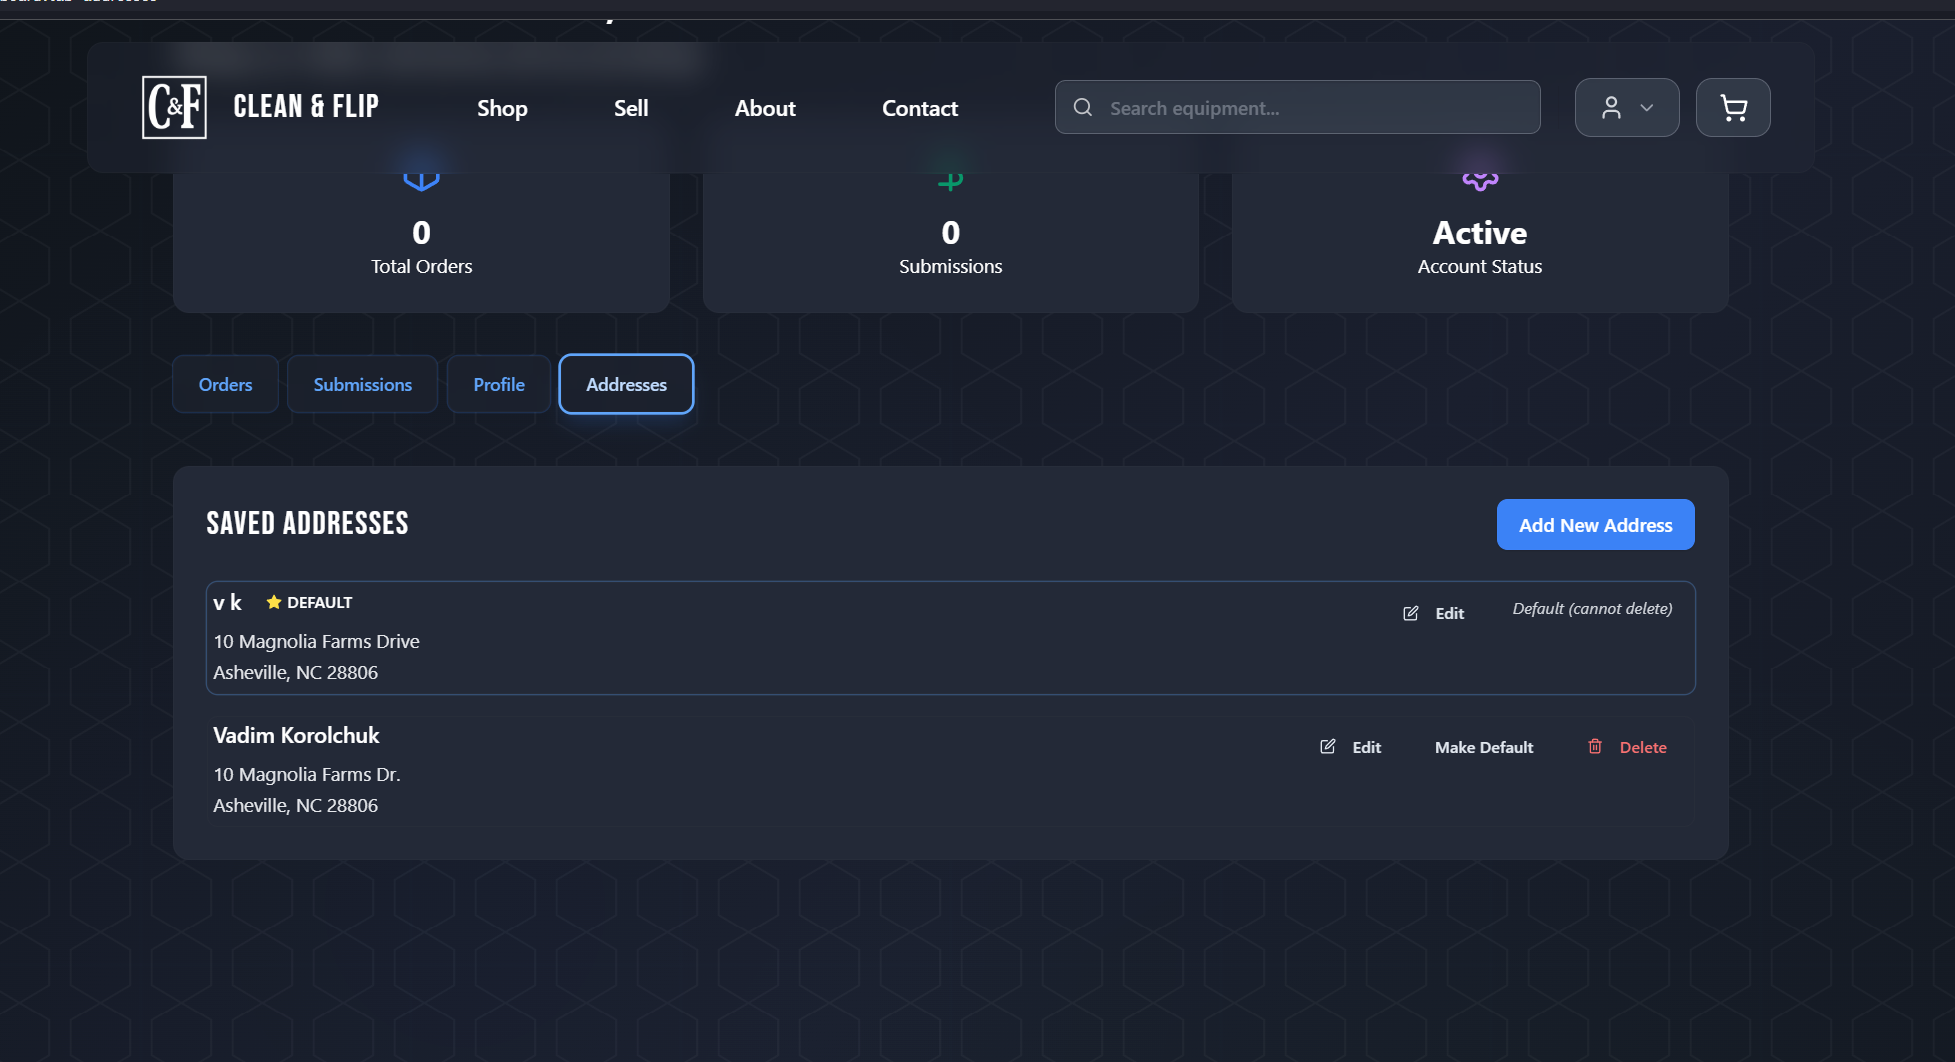 C&F CLEAN & FLIP Shop Sell About Contact Search equipment...
0
Total Orders
0
Submissions
Active
Account Status
Orders Submissions Profile Addresses
SAVED ADDRESSES Add New Address
v k DEFAULT Edit Default (cannot delete)
10 Magnolia Farms Drive
Asheville, NC 28806
Vadim Korolchuk Edit Make Default Delete
10 Magnolia Farms Dr.
Asheville, NC 28806